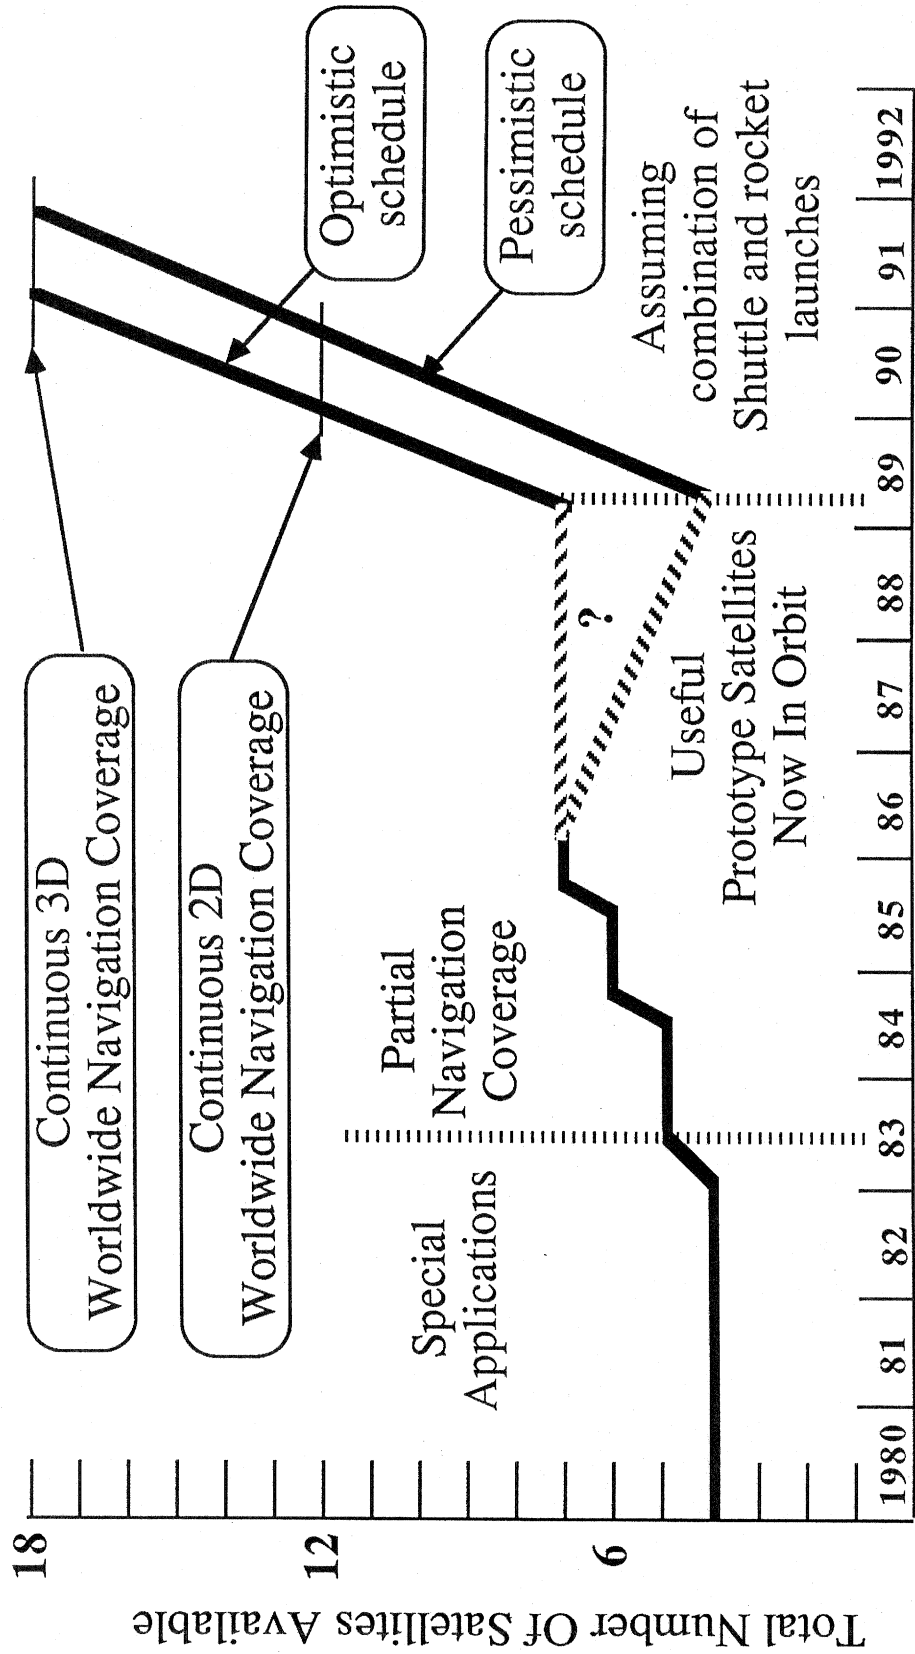 Total Number Of Satellites Available
18
12
6
Continuous 3D
Worldwide Navigation Coverage
Continuous 2D
Worldwide Navigation Coverage
Optimistic
schedule
Pessimistic
schedule
Special
Applications
Partial
Navigation
Coverage
?
Useful
Prototype Satellites
Now In Orbit
Assuming
combination of
Shuttle and rocket
launches
1980 81 82 83 84 85 86 87 88 89 90 91 1992